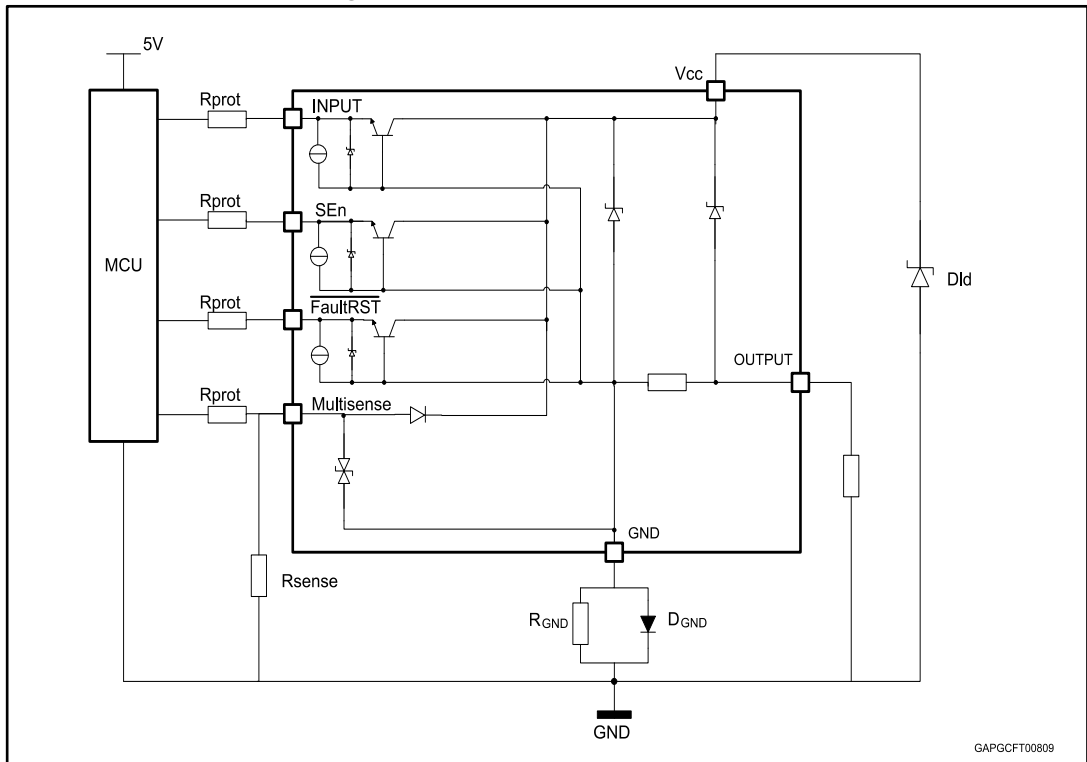 5V
Vcc
Rprot
INPUT
Rprot
SEn
MCU
Dld
Rprot
FaultRST
OUTPUT
Rprot
Multisense
GND
Rsense
RGND
DGND
GND
GAPGCFT00809